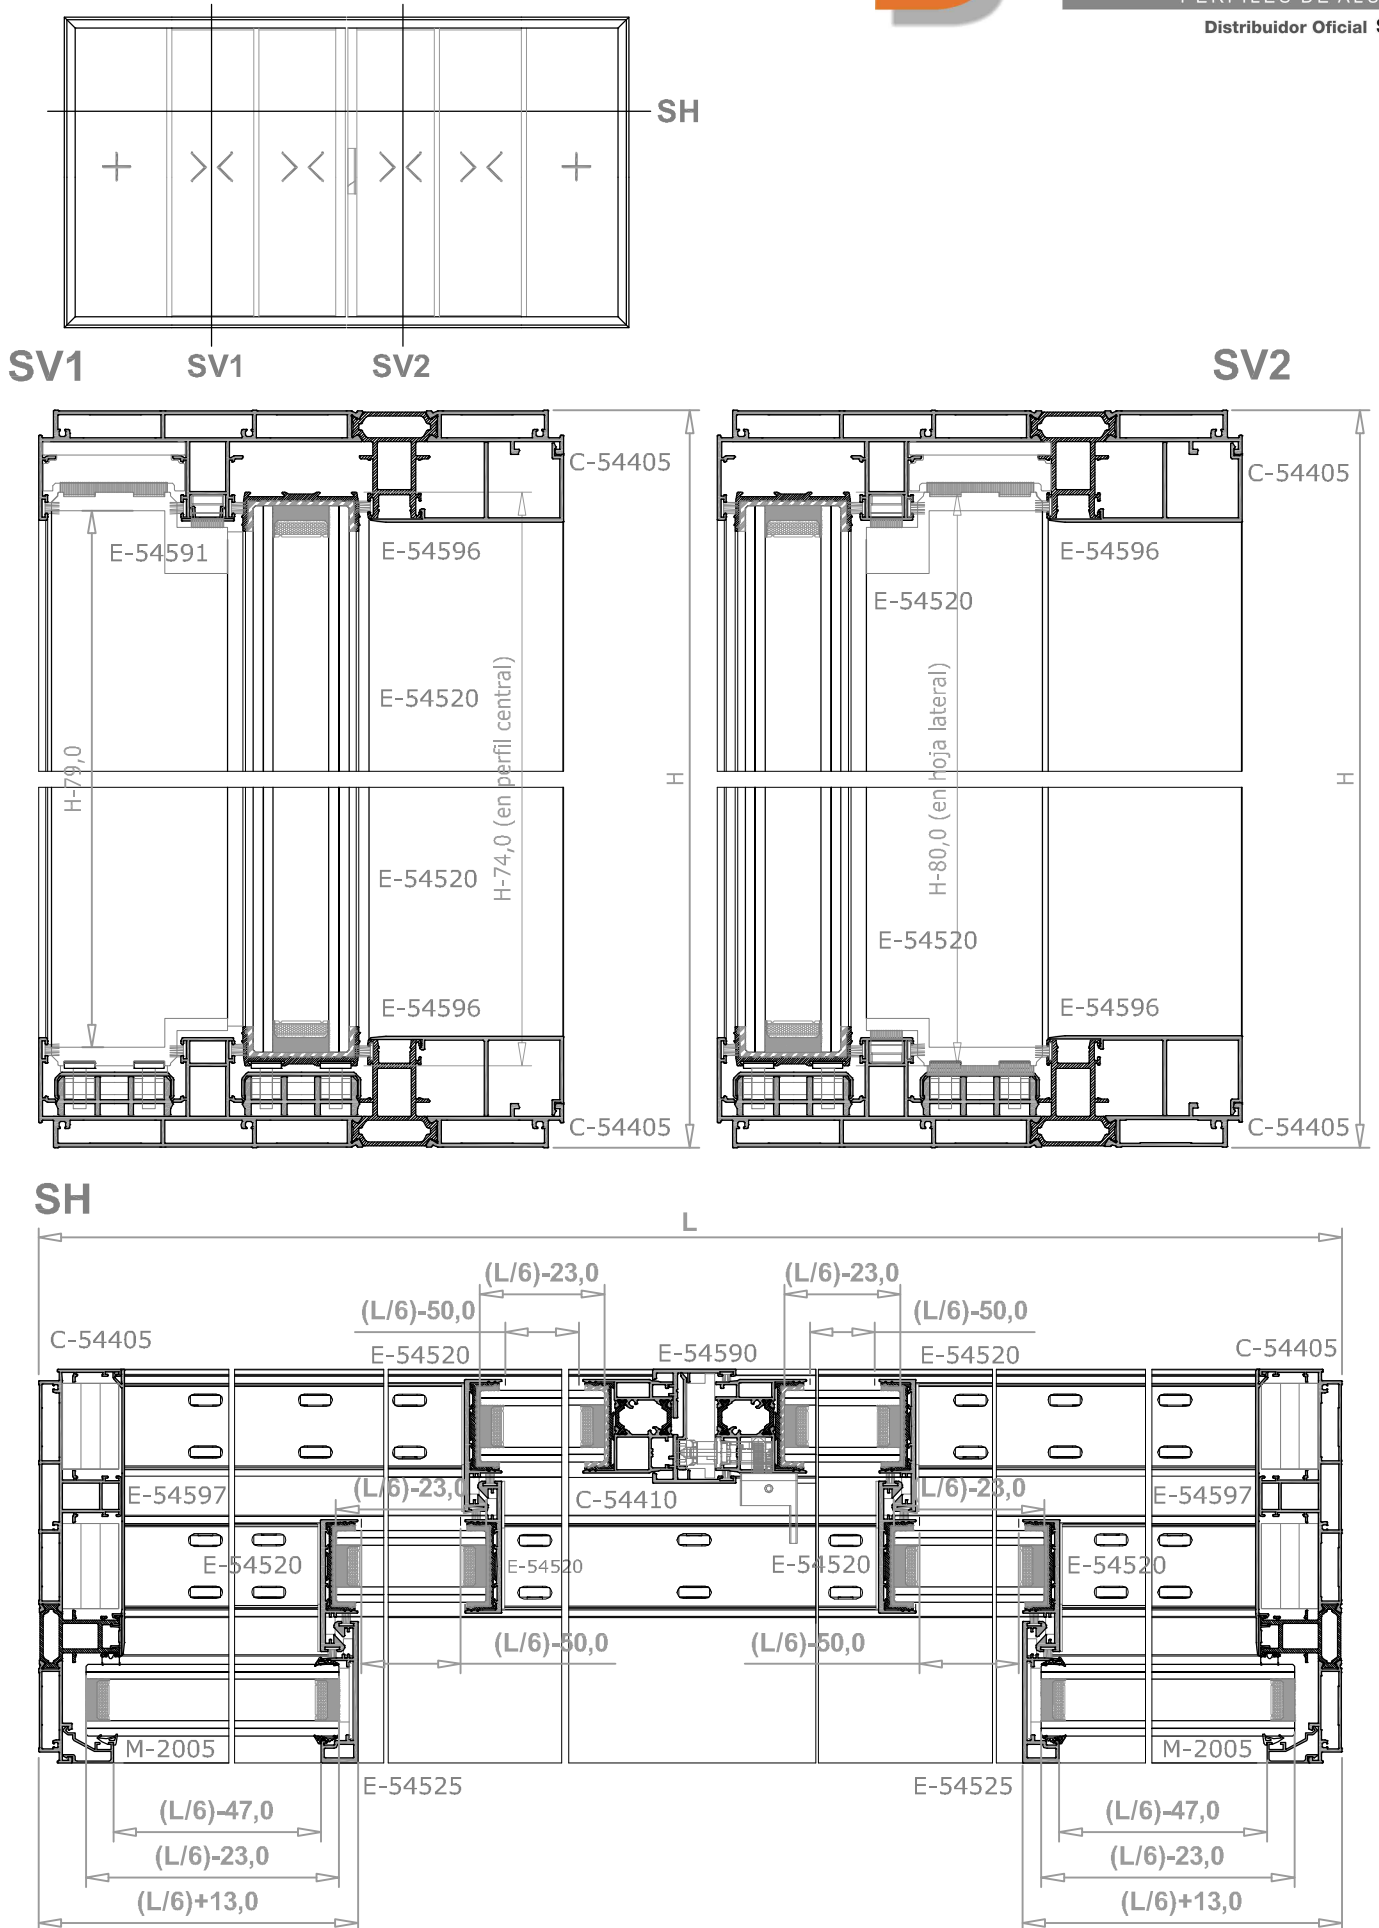 Distribuidor Oficial
SH
SV1
SV1
SV2
SV2
C-54405
C-54405
E-54591
E-54596
E-54596
E-54520
E-54520
H-79,0
H-74,0 (en perfil central)
H
H-80,0 (en hoja lateral)
H
E-54520
E-54520
E-54596
E-54596
C-54405
C-54405
SH
L
(L/6)-23,0
(L/6)-23,0
(L/6)-50,0
(L/6)-50,0
C-54405
E-54520
E-54590
E-54520
C-54405
E-54597
(L/6)-23,0
C-54410
(L/6)-23,0
E-54597
E-54520
E-54520
E-54520
E-54520
(L/6)-50,0
(L/6)-50,0
M-2005
M-2005
E-54525
E-54525
(L/6)-47,0
(L/6)-47,0
(L/6)-23,0
(L/6)-23,0
(L/6)+13,0
(L/6)+13,0